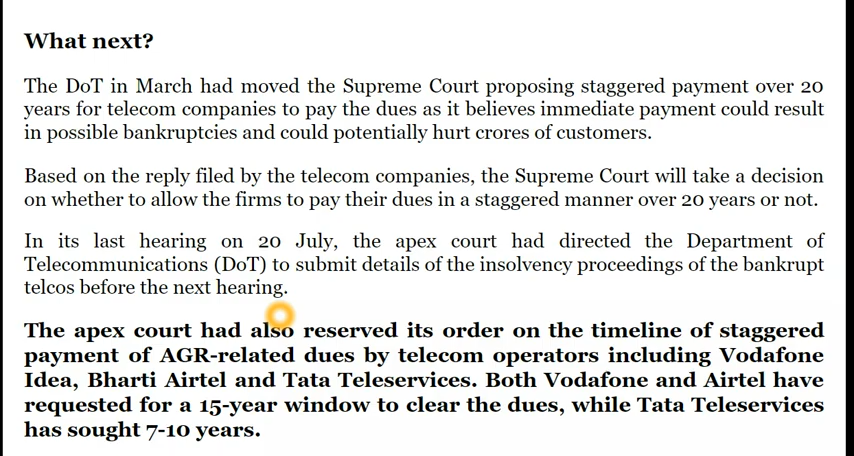 What next?
The DoT in March had moved the Supreme Court proposing staggered payment over 20
years for telecom companies to pay the dues as it believes immediate payment could result
in possible bankruptcies and could potentially hurt crores of customers.
Based on the reply filed by the telecom companies, the Supreme Court will take a decision
on whether to allow the firms to pay their dues in a staggered manner over 20 years or not.
In its last hearing on 20 July, the apex court had directed the Department of
Telecommunications (DoT) to submit details of the insolvency proceedings of the bankrupt
telcos before the next hearing.
The apex court had also reserved its order on the timeline of staggered
payment of AGR-related dues by telecom operators including Vodafone
Idea, Bharti Airtel and Tata Teleservices. Both Vodafone and Airtel have
requested for a 15-year window to clear the dues, while Tata Teleservices
has sought 7-10 years.